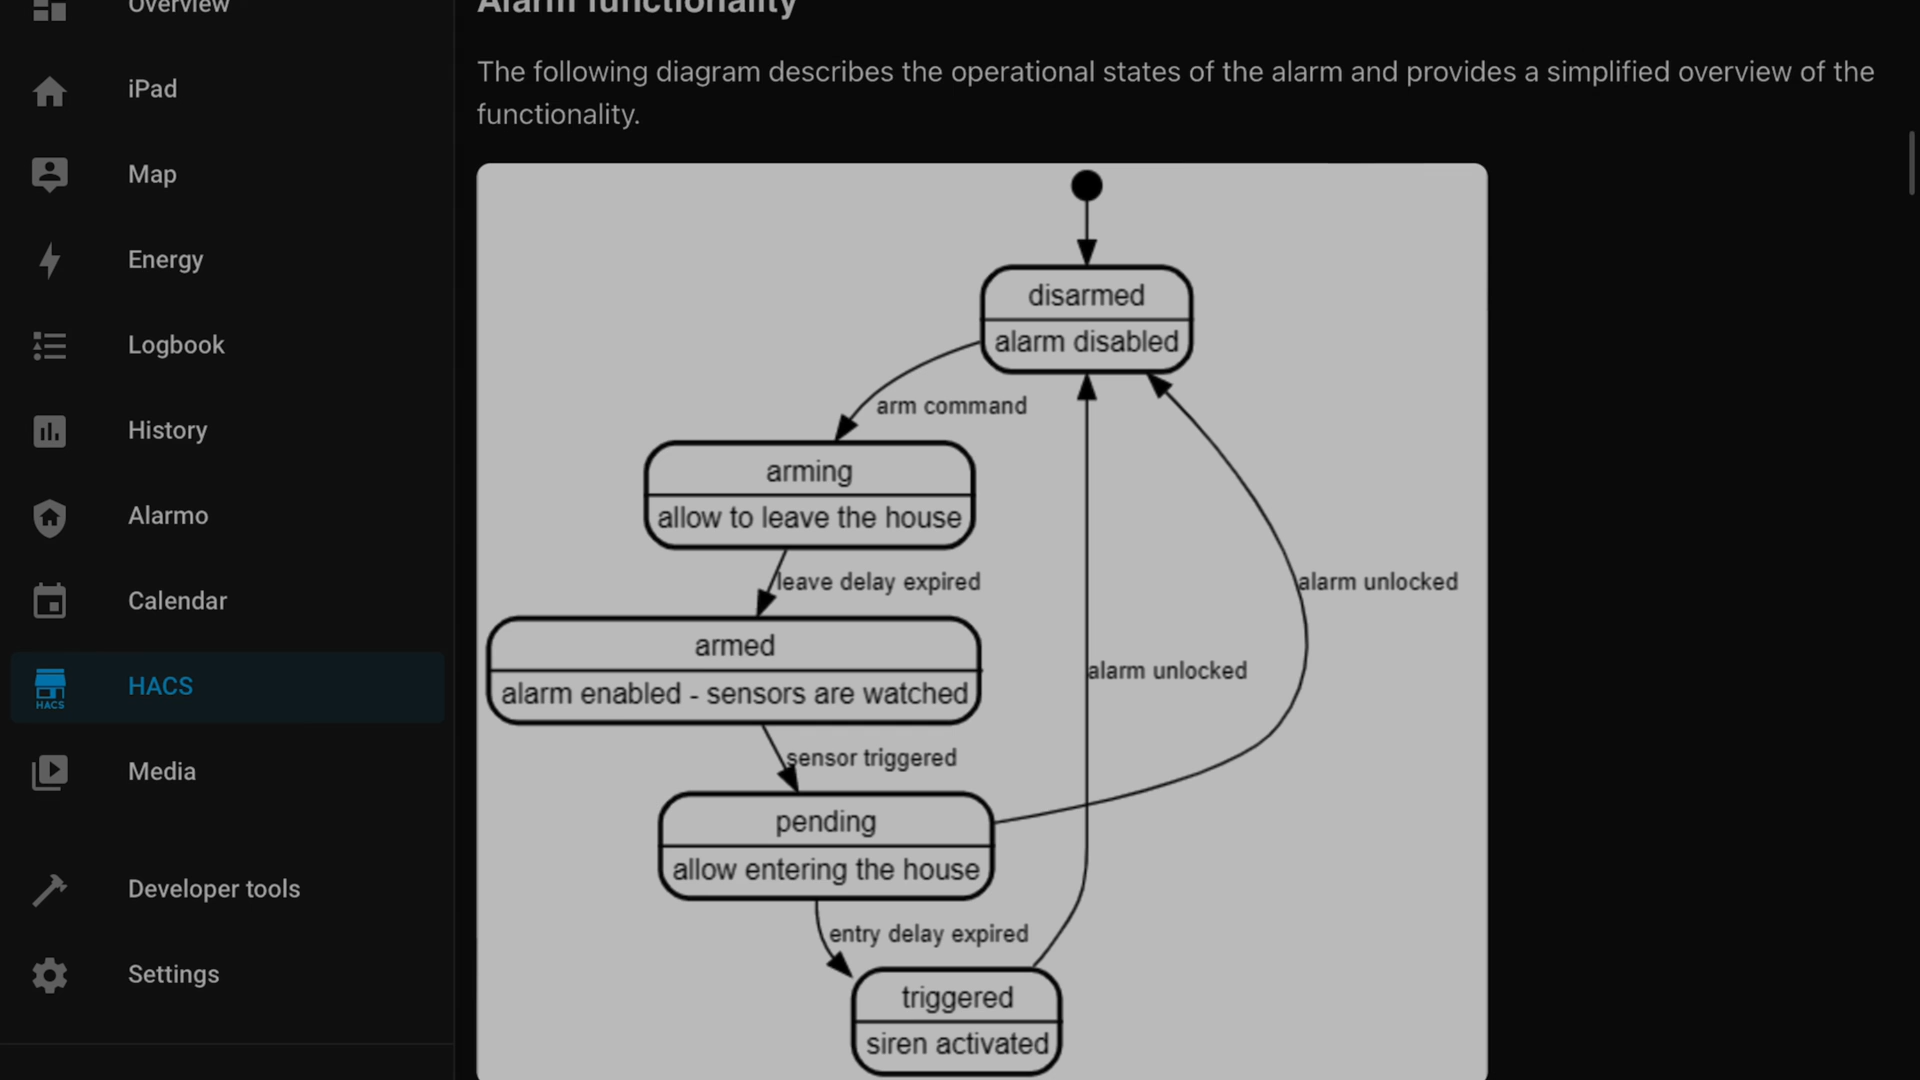 Overview
iPad
Map
Energy
Logbook
History
Alarmo
Calendar
HACS
HACS
Media
Developer tools
Settings
Alarm functionality
The following diagram describes the operational states of the alarm and provides a simplified overview of the
functionality.
disarmed
alarm disabled
arm command
arming
allow to leave the house
leave delay expired
alarm unlocked
armed
alarm enabled - sensors are watched
alarm unlocked
sensor triggered
pending
allow entering the house
entry delay expired
triggered
siren activated